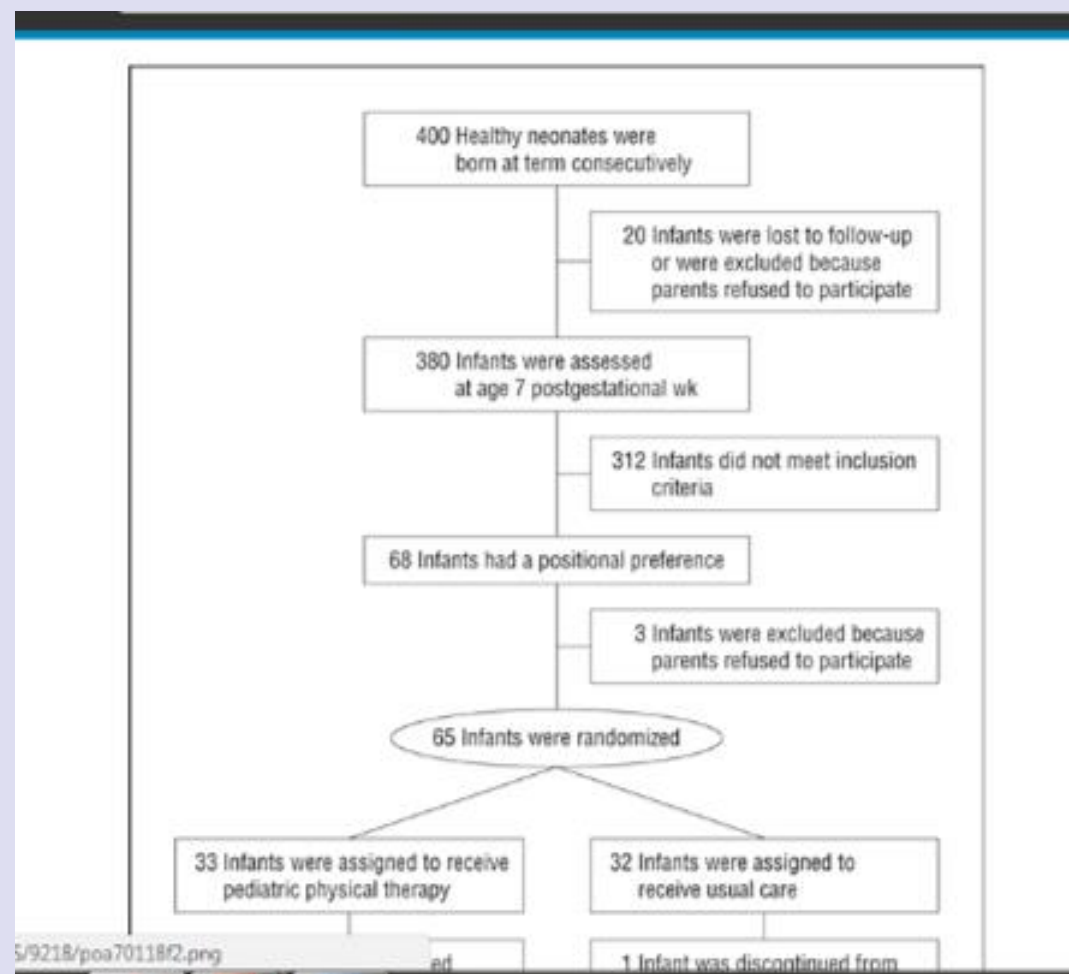 400 Healthy neonates were
born at term consecutively
20 Infants were lost to follow-up
or were excluded because
parents refused to participate
380 Infants were assessed
at age 7 postgestational wk
312 Infants did not meet inclusion
criteria
68 Infants had a positional preference
3 Infants were excluded because
parents refused to participate
65 Infants were randomized
33 Infants were assigned to receive
pediatric physical therapy
32 Infants were assigned to
receive usual care
/9218/poa70118f2.png
ed
1 Infant was discontinued from